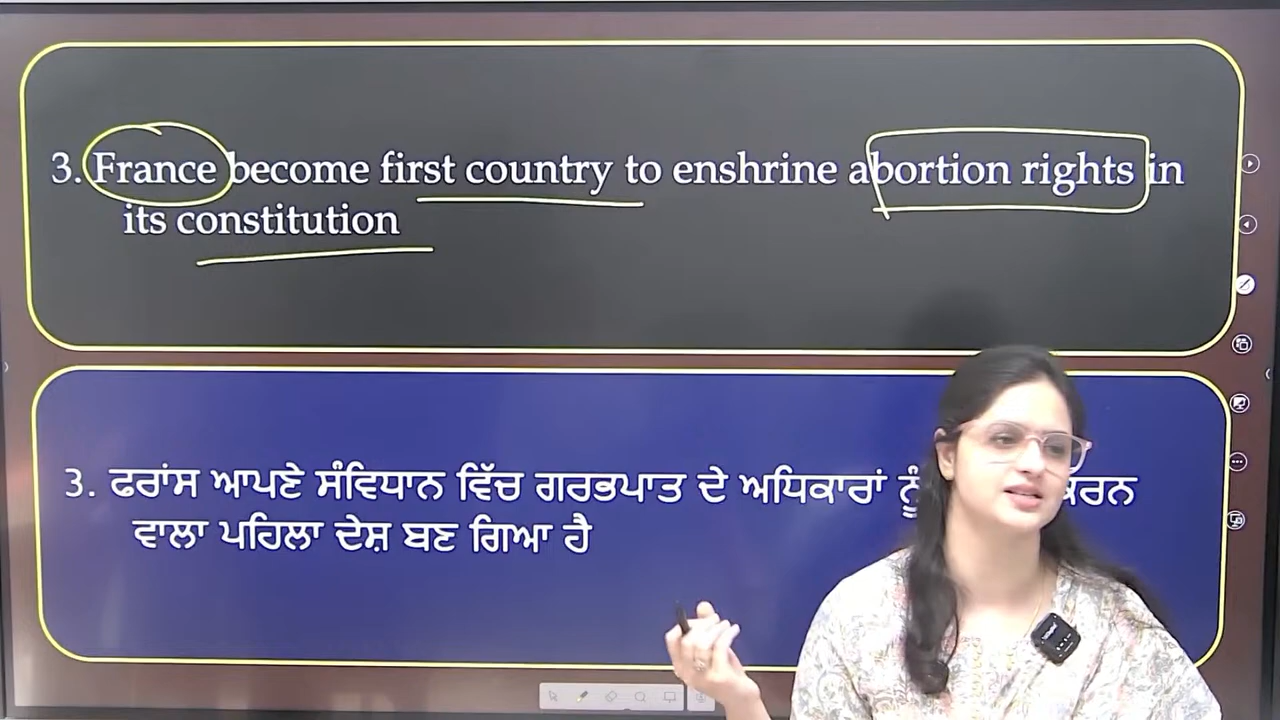 3. France become first country to enshrine abortion rights in
its constitution
3. ਫਰਾਂਸ ਆਪਣੇ ਸੰਵਿਧਾਨ ਵਿੱਚ ਗਰਭਪਾਤ ਦੇ ਅਧਿਕਾਰਾਂ ਨੂੰ ਕਰਨ
ਵਾਲਾ ਪਹਿਲਾ ਦੇਸ਼ ਬਣ ਗਿਆ ਹੈ